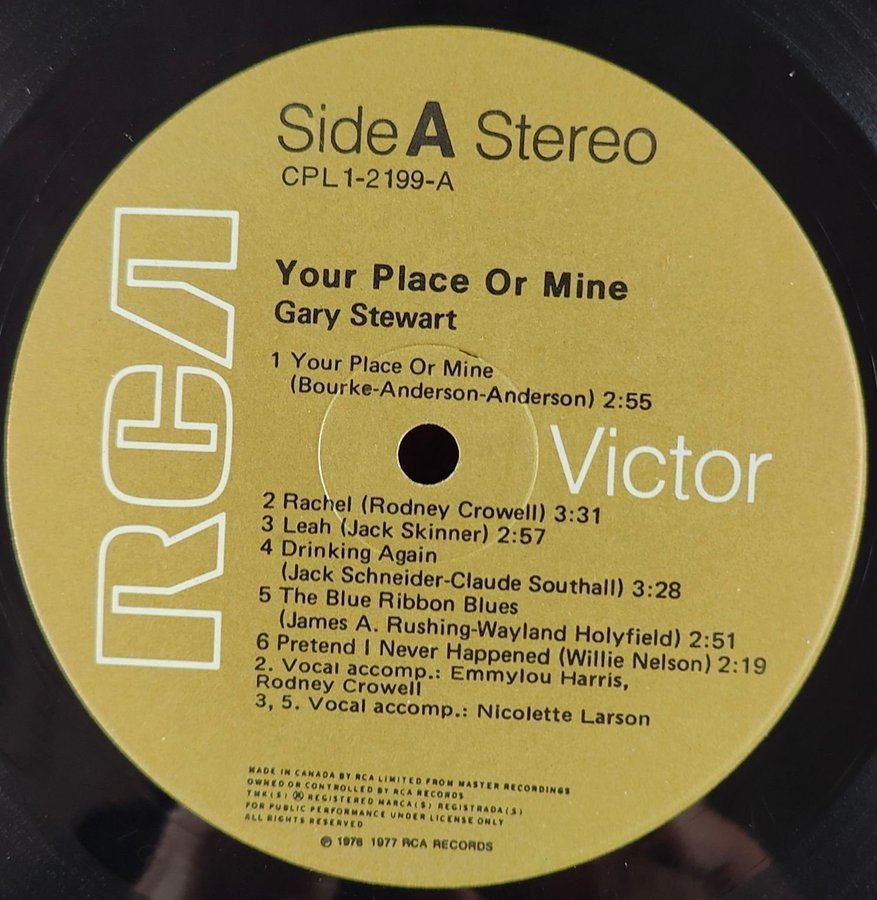 Side A Stereo
CPL1-2199-A
RCA
Your Place Or Mine
Gary Stewart
1 Your Place Or Mine
(Bourke-Anderson-Anderson) 2:55
Victor
2 Rachel (Rodney Crowell) 3:31
3 Leah (Jack Skinner) 2:57
4 Drinking Again
(Jack Schneider-Claude Southall) 3:28
5 The Blue Ribbon Blues
(James A. Rushing-Wayland Holyfield) 2:51
6 Pretend I Never Happened (Willie Nelson) 2:19
2. Vocal accomp.: Emmylou Harris,
Rodney Crowell
3, 5. Vocal accomp.: Nicolette Larson
MADE IN CANADA BY RCA LIMITED FROM MASTER RECORDINGS
OWNED OR CONTROLLED BY RCA RECORDS
TMK(S) ® REGISTERED MARCA(S) REGISTRADA(S)
FOR PUBLIC PERFORMANCE UNDER LICENSE ONLY
ALL RIGHTS RESERVED
℗ 1976 1977 RCA RECORDS